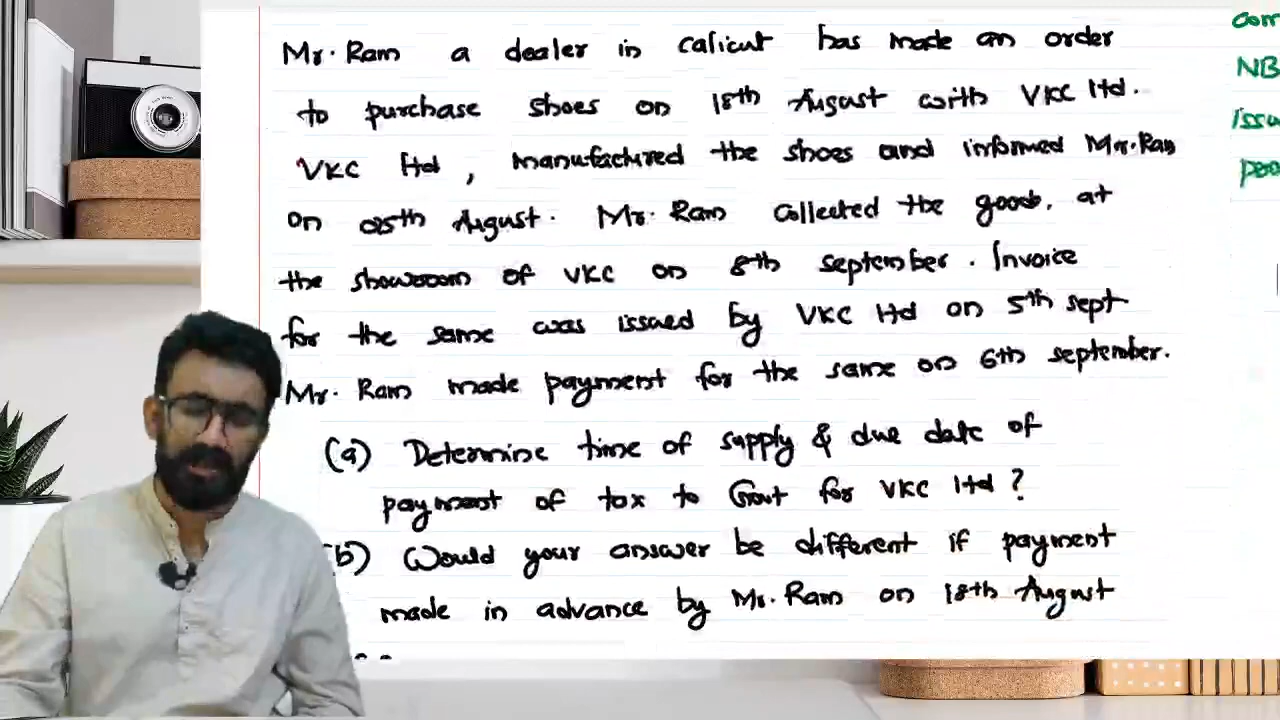 Mr. Ram a dealer in calicut has made an order
to purchase shoes on 18th August with VKC ltd.
VKC ltd, manufactured the shoes and informed Mr. Ram
on 25th August. Mr. Ram collected the goods, at
the showroom of VKC on 8th september. Invoice
for the same was issued by VKC ltd on 5th sept
Mr. Ram made payment for the same on 6th september.
(a) Determine time of supply & due date of
payment of tax to Govt for VKC ltd ?
(b) Would your answer be different if payment
made in advance by Mr. Ram on 18th August
com
NB
issu